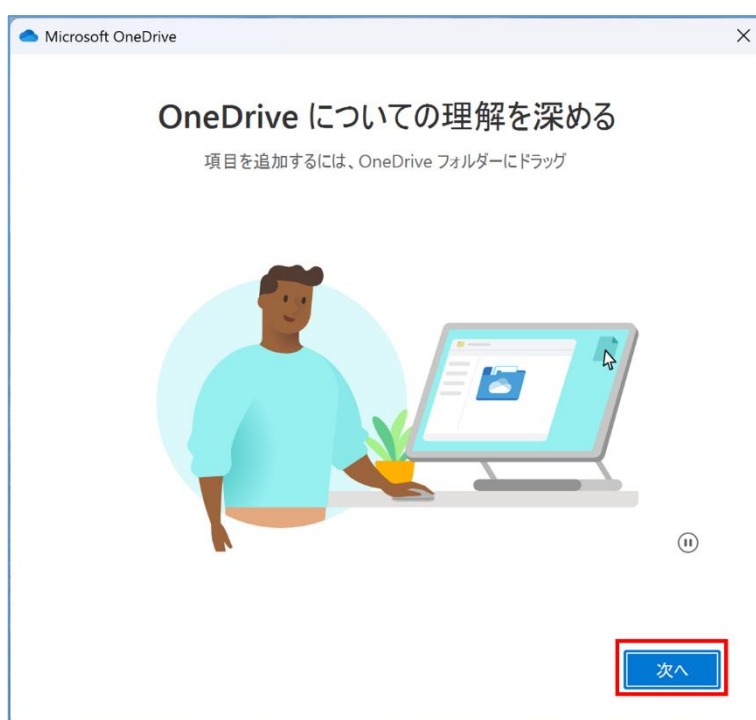 Microsoft OneDrive
OneDrive についての理解を深める
項目を追加するには、OneDrive フォルダーにドラッグ
次へ